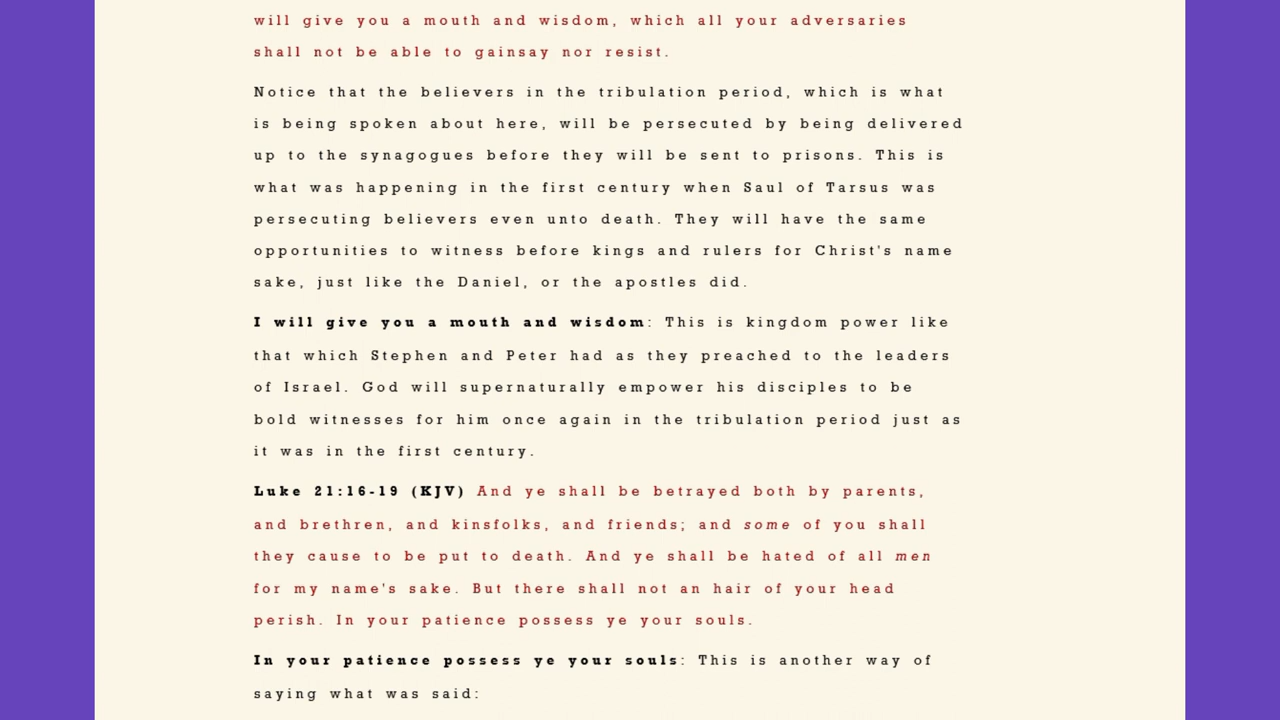 will give you a mouth and wisdom, which all your adversaries
shall not be able to gainsay nor resist.
Notice that the believers in the tribulation period, which is what
is being spoken about here, will be persecuted by being delivered
up to the synagogues before they will be sent to prisons. This is
what was happening in the first century when Saul of Tarsus was
persecuting believers even unto death. They will have the same
opportunities to witness before kings and rulers for Christ's name
sake, just like the Daniel, or the apostles did.
I will give you a mouth and wisdom: This is kingdom power like
that which Stephen and Peter had as they preached to the leaders
of Israel. God will supernaturally empower his disciples to be
bold witnesses for him once again in the tribulation period just as
it was in the first century.
Luke 21:16-19 (KJV) And ye shall be betrayed both by parents,
and brethren, and kinsfolks, and friends; and some of you shall
they cause to be put to death. And ye shall be hated of all men
for my name's sake. But there shall not an hair of your head
perish. In your patience possess ye your souls.
In your patience possess ye your souls: This is another way of
saying what was said: